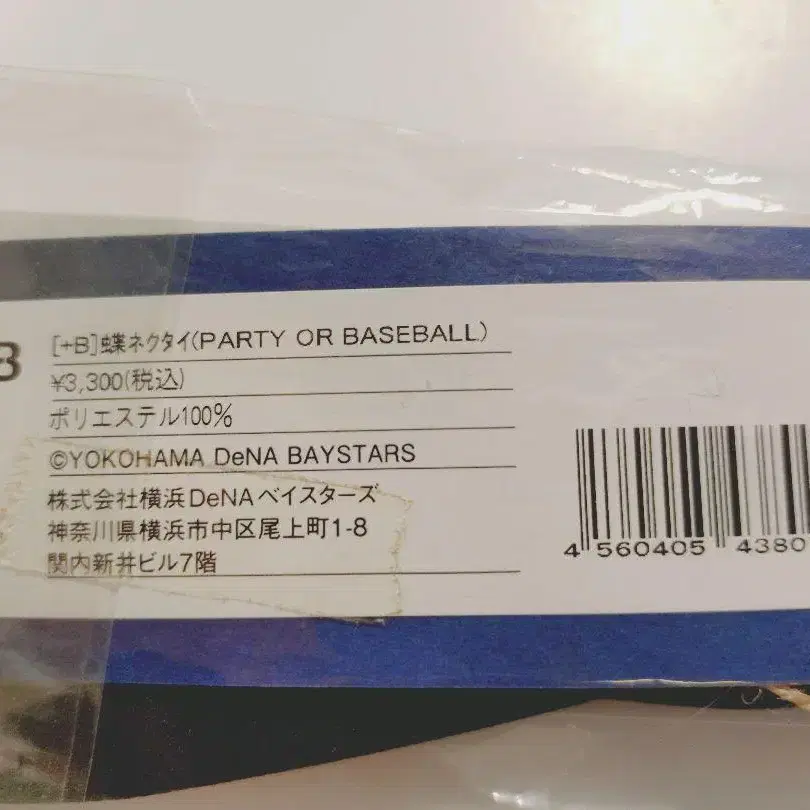 B
[+B]蝶ネクタイ(PARTY OR BASEBALL)
¥3,300(税込)
ポリエステル100%
©YOKOHAMA DeNA BAYSTARS
株式会社横浜DeNAベイスターズ
神奈川県横浜市中区尾上町1-8
関内新井ビル7階
4 560405 4380